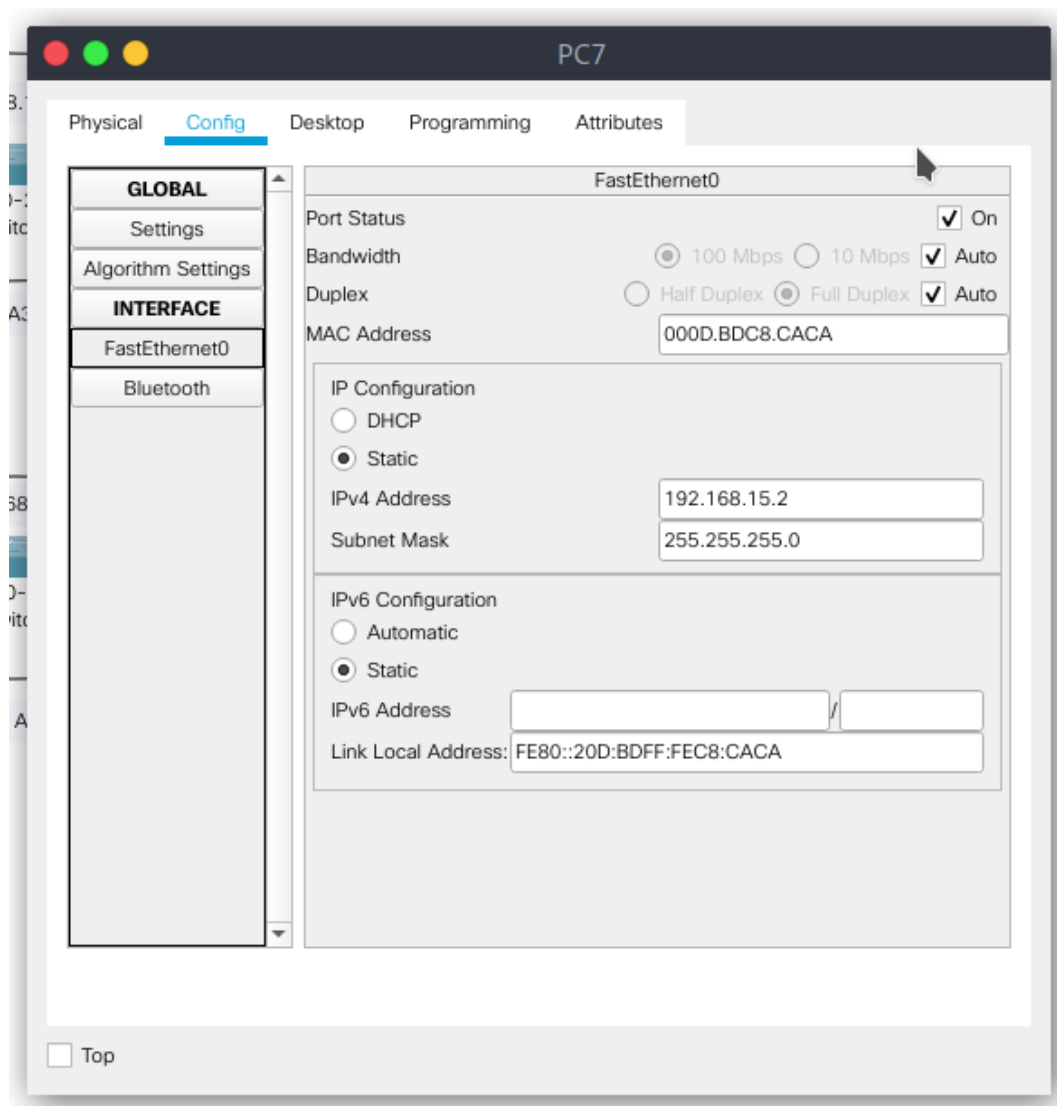 PC7
Physical Config Desktop Programming Attributes
GLOBAL
Settings
Algorithm Settings
INTERFACE
FastEthernet0
Bluetooth
FastEthernet0
Port Status On
Bandwidth 100 Mbps 10 Mbps Auto
Duplex Half Duplex Full Duplex Auto
MAC Address 000D.BDC8.CACA
IP Configuration
DHCP
Static
IPv4 Address 192.168.15.2
Subnet Mask 255.255.255.0
IPv6 Configuration
Automatic
Static
IPv6 Address /
Link Local Address: FE80::20D:BDFF:FEC8:CACA
Top